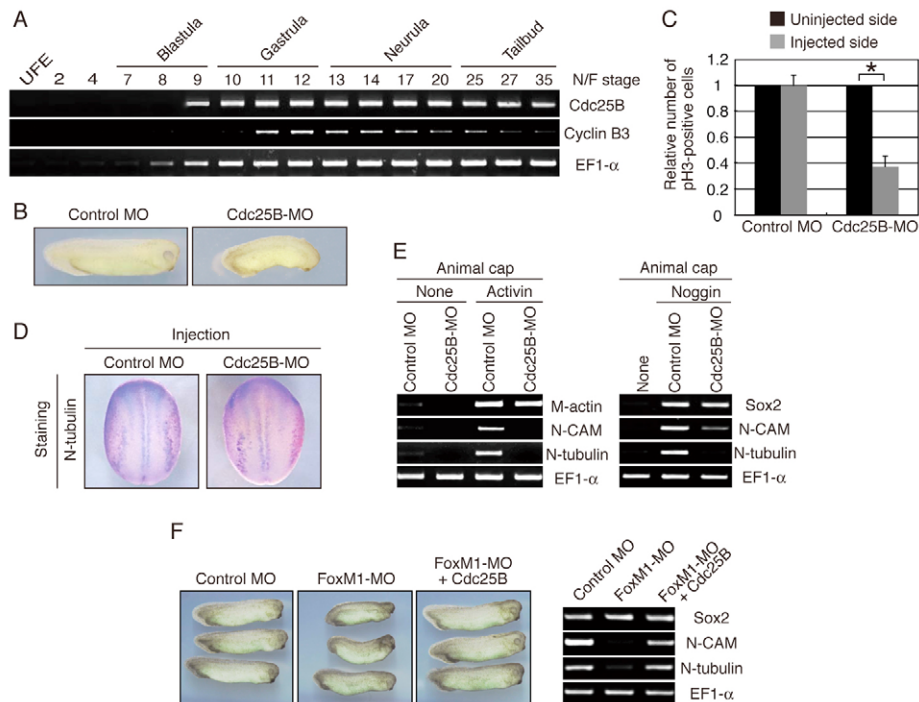 A
UFE 2 4 7 8 9 10 11 12 13 14 17 20 25 27 35 N/F stage
Blastula Gastrula Neurula Tailbud
Cdc25B
Cyclin B3
EF1-α
C
Uninjected side
Injected side
Relative number of
pH3-positive cells
1.2
1
0.8
0.6
0.4
0.2
0
*
Control MO Cdc25B-MO
B
Control MO Cdc25B-MO
D
Injection
Control MO Cdc25B-MO
Staining
N-tubulin
E
Animal cap
None Activin
Control MO
Cdc25B-MO
Control MO
Cdc25B-MO
M-actin
N-CAM
N-tubulin
EF1-α
Animal cap
Noggin
None
Control MO
Cdc25B-MO
Sox2
N-CAM
N-tubulin
EF1-α
F
Control MO FoxM1-MO FoxM1-MO
+ Cdc25B
Control MO
FoxM1-MO
FoxM1-MO
+ Cdc25B
Sox2
N-CAM
N-tubulin
EF1-α